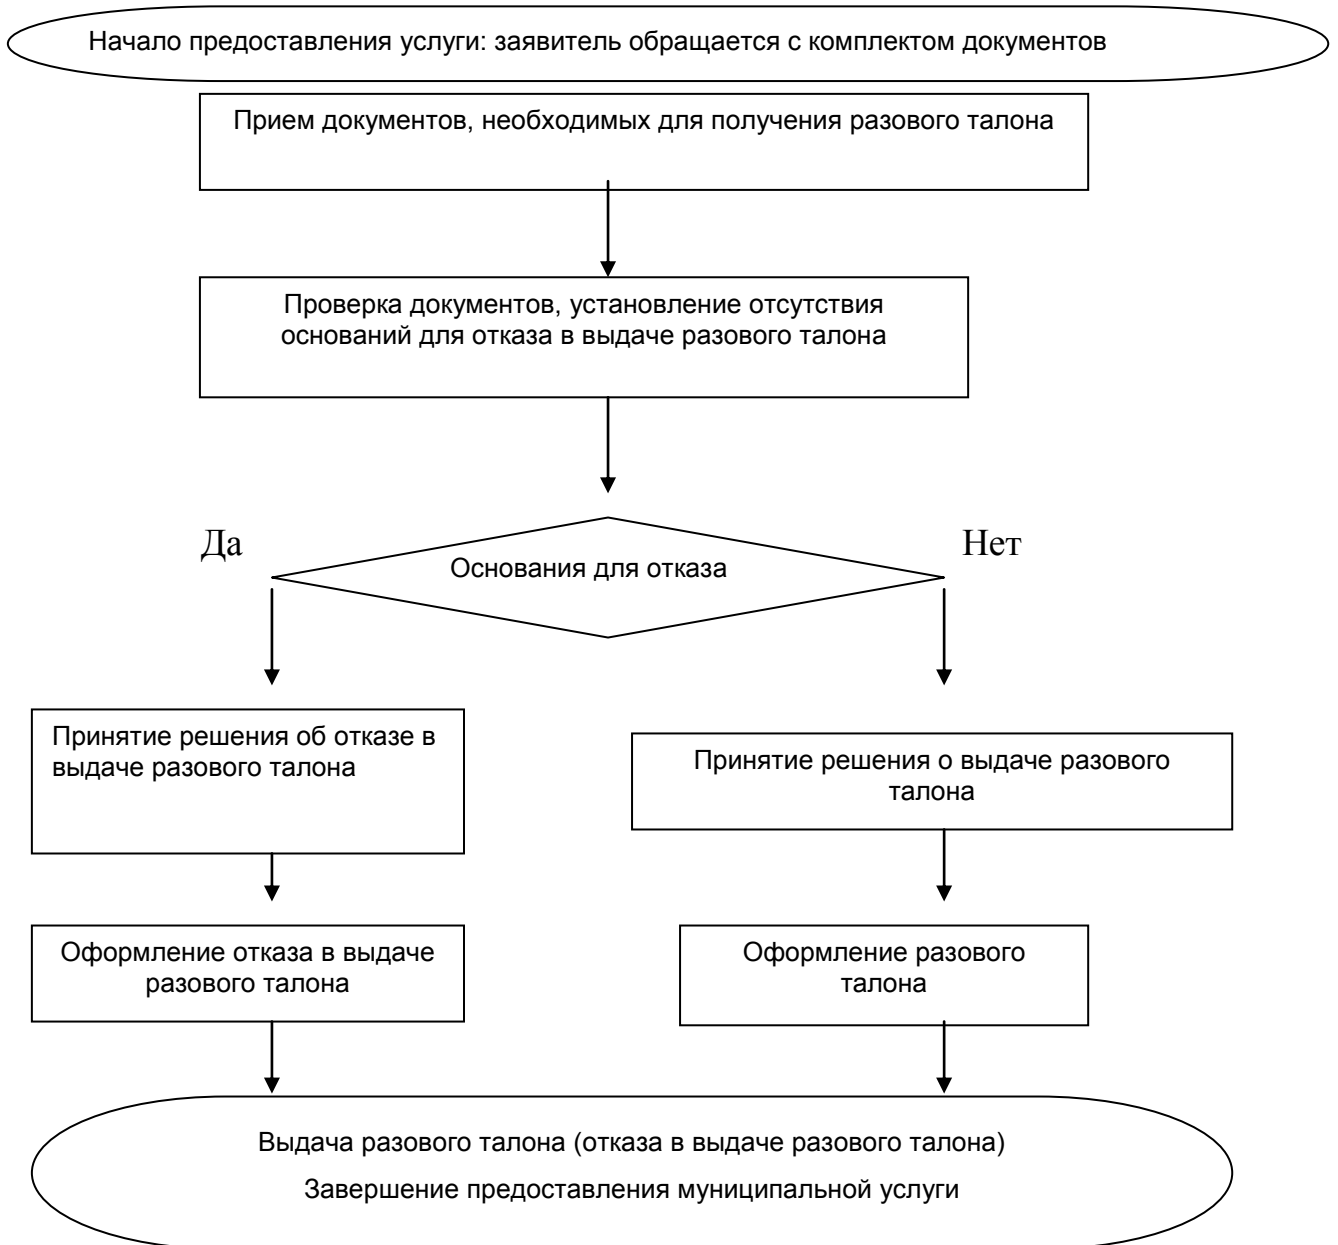 Начало предоставления услуги: заявитель обращается с комплектом документов
Прием документов, необходимых для получения разового талона
Проверка документов, установление отсутствия
оснований для отказа в выдаче разового талона
Да
Нет
Основания для отказа
Принятие решения об отказе в
выдаче разового талона
Принятие решения о выдаче разового
талона
Оформление отказа в выдаче
разового талона
Оформление разового
талона
Выдача разового талона (отказа в выдаче разового талона)
Завершение предоставления муниципальной услуги